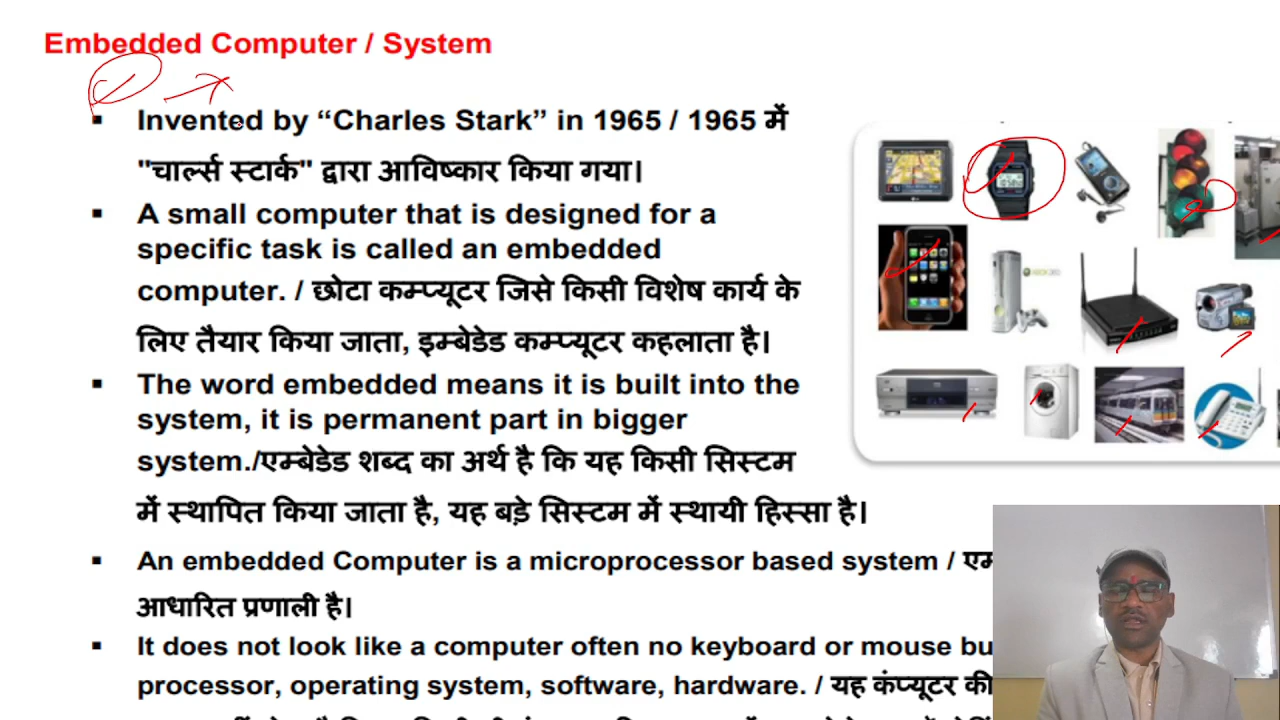 Embedded Computer / System
▪ Invented by “Charles Stark” in 1965 / 1965 में
"चार्ल्स स्टार्क" द्वारा आविष्कार किया गया।
▪ A small computer that is designed for a
specific task is called an embedded
computer. / छोटा कम्प्यूटर जिसे किसी विशेष कार्य के
लिए तैयार किया जाता, इम्बेडेड कम्प्यूटर कहलाता है।
▪ The word embedded means it is built into the
system, it is permanent part in bigger
system./एम्बेडेड शब्द का अर्थ है कि यह किसी सिस्टम
में स्थापित किया जाता है, यह बड़े सिस्टम में स्थायी हिस्सा है।
▪ An embedded Computer is a microprocessor based system /
आधारित प्रणाली है।
▪ It does not look like a computer often no keyboard or mouse
processor, operating system, software, hardware. / यह कंप्यूटर की